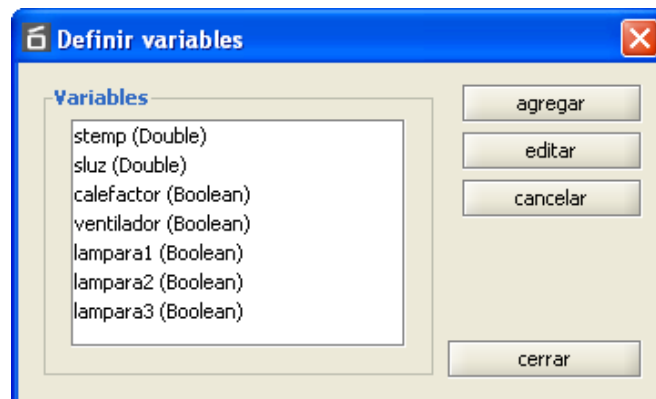 Definir variables
Variables
stemp (Double)
sluz (Double)
calefactor (Boolean)
ventilador (Boolean)
lampara1 (Boolean)
lampara2 (Boolean)
lampara3 (Boolean)
agregar
editar
cancelar
cerrar